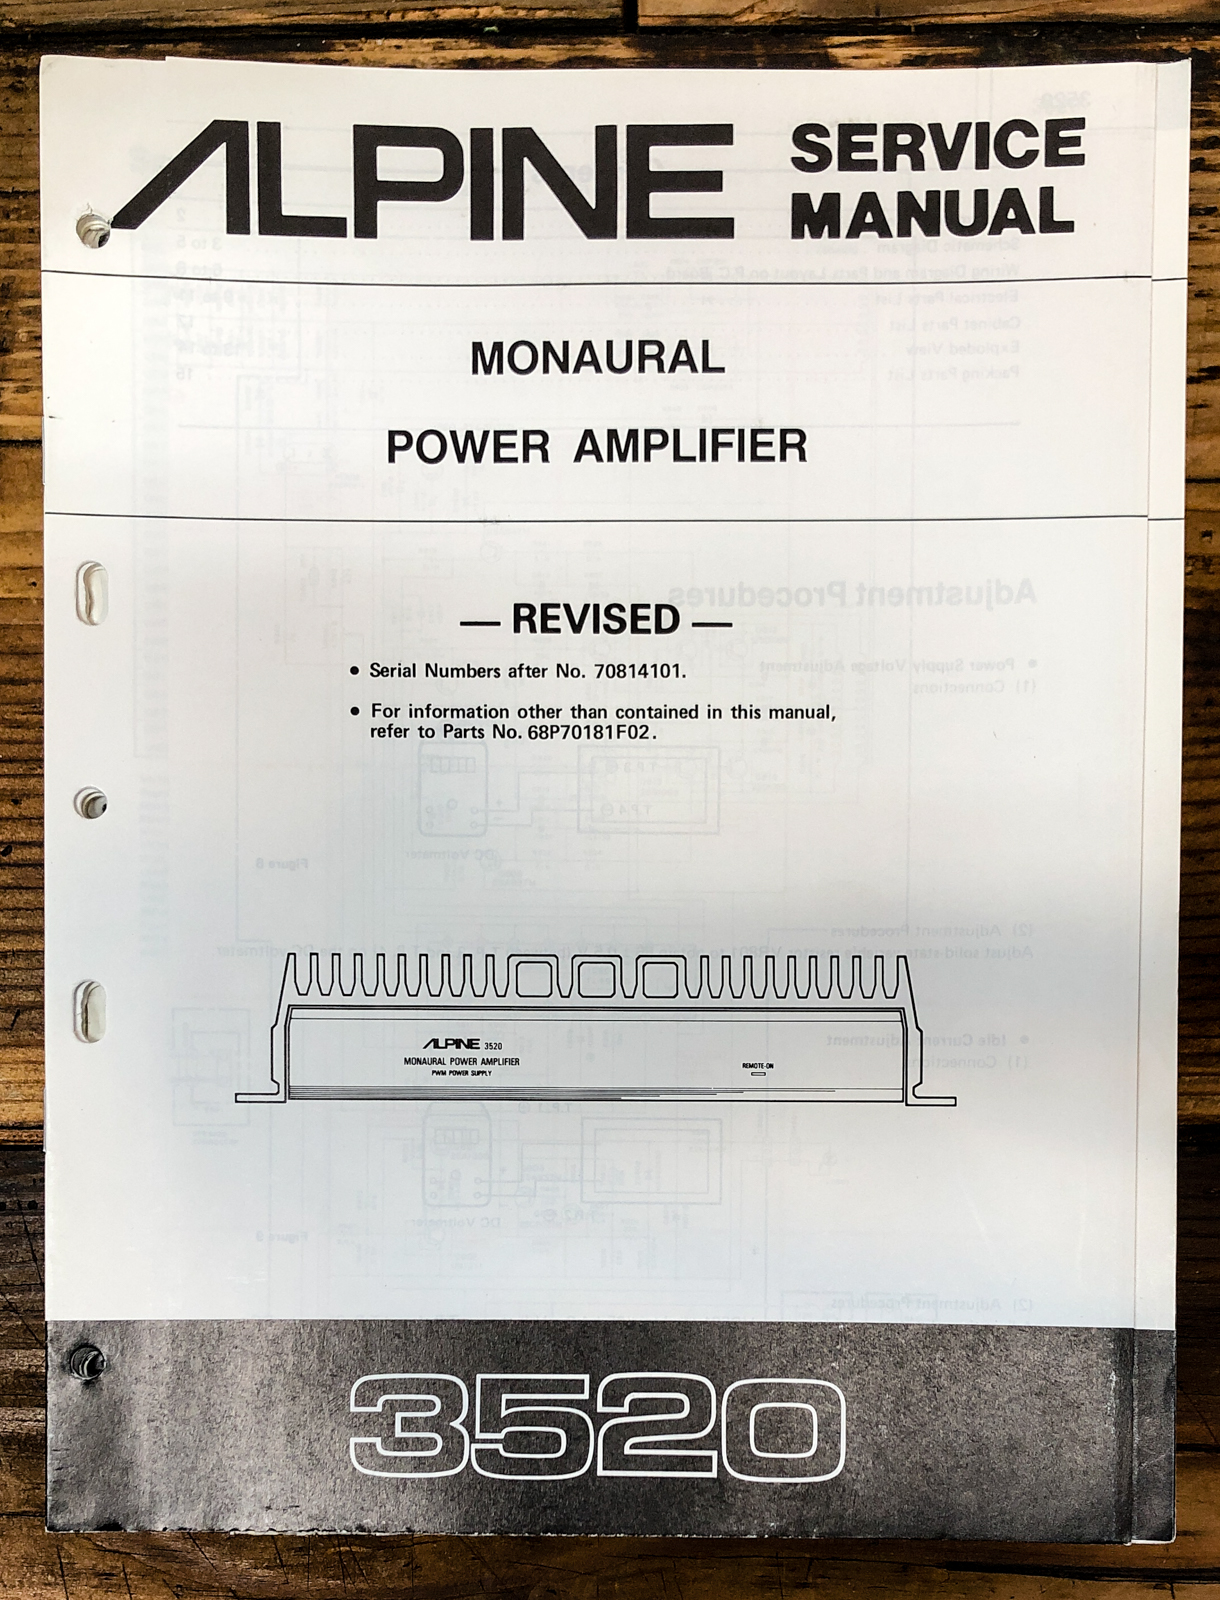 ALPINE SERVICE MANUAL
MONAURAL
POWER AMPLIFIER
— REVISED —
• Serial Numbers after No. 70814101.
• For information other than contained in this manual,
refer to Parts No. 68P70181F02.
ALPINE 3520
MONAURAL POWER AMPLIFIER
PWM POWER SUPPLY
REMOTE-ON
3520